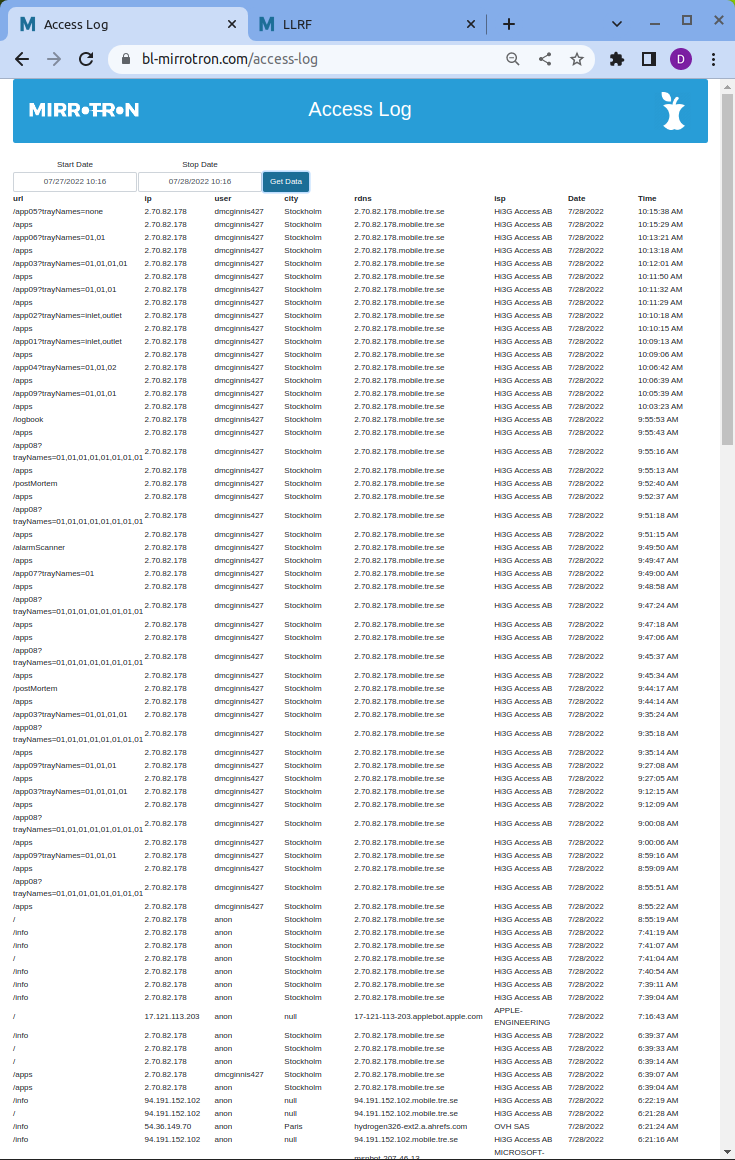 Access Log
LLRF
bl-mirrotron.com/access-log
D
MIRROTRON Access Log
Start Date Stop Date
07/27/2022 10:16 07/28/2022 10:16 Get Data
url ip user city rdns isp Date Time
/app05?trayNames=none 2.70.82.178 dmcginnis427 Stockholm 2.70.82.178.mobile.tre.se Hi3G Access AB 7/28/2022 10:15:38 AM
/apps 2.70.82.178 dmcginnis427 Stockholm 2.70.82.178.mobile.tre.se Hi3G Access AB 7/28/2022 10:15:29 AM
/app06?trayNames=01,01 2.70.82.178 dmcginnis427 Stockholm 2.70.82.178.mobile.tre.se Hi3G Access AB 7/28/2022 10:13:21 AM
/apps 2.70.82.178 dmcginnis427 Stockholm 2.70.82.178.mobile.tre.se Hi3G Access AB 7/28/2022 10:13:18 AM
/app03?trayNames=01,01,01,01 2.70.82.178 dmcginnis427 Stockholm 2.70.82.178.mobile.tre.se Hi3G Access AB 7/28/2022 10:12:01 AM
/apps 2.70.82.178 dmcginnis427 Stockholm 2.70.82.178.mobile.tre.se Hi3G Access AB 7/28/2022 10:11:50 AM
/app09?trayNames=01,01,01 2.70.82.178 dmcginnis427 Stockholm 2.70.82.178.mobile.tre.se Hi3G Access AB 7/28/2022 10:11:32 AM
/apps 2.70.82.178 dmcginnis427 Stockholm 2.70.82.178.mobile.tre.se Hi3G Access AB 7/28/2022 10:11:29 AM
/app02?trayNames=inlet,outlet 2.70.82.178 dmcginnis427 Stockholm 2.70.82.178.mobile.tre.se Hi3G Access AB 7/28/2022 10:10:18 AM
/apps 2.70.82.178 dmcginnis427 Stockholm 2.70.82.178.mobile.tre.se Hi3G Access AB 7/28/2022 10:10:15 AM
/app01?trayNames=inlet,outlet 2.70.82.178 dmcginnis427 Stockholm 2.70.82.178.mobile.tre.se Hi3G Access AB 7/28/2022 10:09:13 AM
/apps 2.70.82.178 dmcginnis427 Stockholm 2.70.82.178.mobile.tre.se Hi3G Access AB 7/28/2022 10:09:06 AM
/app04?trayNames=01,01,02 2.70.82.178 dmcginnis427 Stockholm 2.70.82.178.mobile.tre.se Hi3G Access AB 7/28/2022 10:06:42 AM
/apps 2.70.82.178 dmcginnis427 Stockholm 2.70.82.178.mobile.tre.se Hi3G Access AB 7/28/2022 10:06:39 AM
/app09?trayNames=01,01,01 2.70.82.178 dmcginnis427 Stockholm 2.70.82.178.mobile.tre.se Hi3G Access AB 7/28/2022 10:05:39 AM
/apps 2.70.82.178 dmcginnis427 Stockholm 2.70.82.178.mobile.tre.se Hi3G Access AB 7/28/2022 10:03:23 AM
/logbook 2.70.82.178 dmcginnis427 Stockholm 2.70.82.178.mobile.tre.se Hi3G Access AB 7/28/2022 9:55:53 AM
/apps 2.70.82.178 dmcginnis427 Stockholm 2.70.82.178.mobile.tre.se Hi3G Access AB 7/28/2022 9:55:43 AM
/app08?
trayNames=01,01,01,01,01,01,01,01 2.70.82.178 dmcginnis427 Stockholm 2.70.82.178.mobile.tre.se Hi3G Access AB 7/28/2022 9:55:16 AM
/apps 2.70.82.178 dmcginnis427 Stockholm 2.70.82.178.mobile.tre.se Hi3G Access AB 7/28/2022 9:55:13 AM
/postMortem 2.70.82.178 dmcginnis427 Stockholm 2.70.82.178.mobile.tre.se Hi3G Access AB 7/28/2022 9:52:40 AM
/apps 2.70.82.178 dmcginnis427 Stockholm 2.70.82.178.mobile.tre.se Hi3G Access AB 7/28/2022 9:52:37 AM
/app08?
trayNames=01,01,01,01,01,01,01,01 2.70.82.178 dmcginnis427 Stockholm 2.70.82.178.mobile.tre.se Hi3G Access AB 7/28/2022 9:51:18 AM
/apps 2.70.82.178 dmcginnis427 Stockholm 2.70.82.178.mobile.tre.se Hi3G Access AB 7/28/2022 9:51:15 AM
/alarmScanner 2.70.82.178 dmcginnis427 Stockholm 2.70.82.178.mobile.tre.se Hi3G Access AB 7/28/2022 9:49:50 AM
/apps 2.70.82.178 dmcginnis427 Stockholm 2.70.82.178.mobile.tre.se Hi3G Access AB 7/28/2022 9:49:47 AM
/app07?trayNames=01 2.70.82.178 dmcginnis427 Stockholm 2.70.82.178.mobile.tre.se Hi3G Access AB 7/28/2022 9:49:00 AM
/apps 2.70.82.178 dmcginnis427 Stockholm 2.70.82.178.mobile.tre.se Hi3G Access AB 7/28/2022 9:48:58 AM
/app08?
trayNames=01,01,01,01,01,01,01,01 2.70.82.178 dmcginnis427 Stockholm 2.70.82.178.mobile.tre.se Hi3G Access AB 7/28/2022 9:47:24 AM
/apps 2.70.82.178 dmcginnis427 Stockholm 2.70.82.178.mobile.tre.se Hi3G Access AB 7/28/2022 9:47:18 AM
/apps 2.70.82.178 dmcginnis427 Stockholm 2.70.82.178.mobile.tre.se Hi3G Access AB 7/28/2022 9:47:06 AM
/app08?
trayNames=01,01,01,01,01,01,01,01 2.70.82.178 dmcginnis427 Stockholm 2.70.82.178.mobile.tre.se Hi3G Access AB 7/28/2022 9:45:37 AM
/apps 2.70.82.178 dmcginnis427 Stockholm 2.70.82.178.mobile.tre.se Hi3G Access AB 7/28/2022 9:45:34 AM
/postMortem 2.70.82.178 dmcginnis427 Stockholm 2.70.82.178.mobile.tre.se Hi3G Access AB 7/28/2022 9:44:17 AM
/apps 2.70.82.178 dmcginnis427 Stockholm 2.70.82.178.mobile.tre.se Hi3G Access AB 7/28/2022 9:44:14 AM
/app03?trayNames=01,01,01,01 2.70.82.178 dmcginnis427 Stockholm 2.70.82.178.mobile.tre.se Hi3G Access AB 7/28/2022 9:35:24 AM
/app08?
trayNames=01,01,01,01,01,01,01,01 2.70.82.178 dmcginnis427 Stockholm 2.70.82.178.mobile.tre.se Hi3G Access AB 7/28/2022 9:35:18 AM
/apps 2.70.82.178 dmcginnis427 Stockholm 2.70.82.178.mobile.tre.se Hi3G Access AB 7/28/2022 9:35:14 AM
/app09?trayNames=01,01,01 2.70.82.178 dmcginnis427 Stockholm 2.70.82.178.mobile.tre.se Hi3G Access AB 7/28/2022 9:27:08 AM
/apps 2.70.82.178 dmcginnis427 Stockholm 2.70.82.178.mobile.tre.se Hi3G Access AB 7/28/2022 9:27:05 AM
/app03?trayNames=01,01,01,01 2.70.82.178 dmcginnis427 Stockholm 2.70.82.178.mobile.tre.se Hi3G Access AB 7/28/2022 9:12:15 AM
/apps 2.70.82.178 dmcginnis427 Stockholm 2.70.82.178.mobile.tre.se Hi3G Access AB 7/28/2022 9:12:09 AM
/app08?
trayNames=01,01,01,01,01,01,01,01 2.70.82.178 dmcginnis427 Stockholm 2.70.82.178.mobile.tre.se Hi3G Access AB 7/28/2022 9:00:08 AM
/apps 2.70.82.178 dmcginnis427 Stockholm 2.70.82.178.mobile.tre.se Hi3G Access AB 7/28/2022 9:00:06 AM
/app09?trayNames=01,01,01 2.70.82.178 dmcginnis427 Stockholm 2.70.82.178.mobile.tre.se Hi3G Access AB 7/28/2022 8:59:16 AM
/apps 2.70.82.178 dmcginnis427 Stockholm 2.70.82.178.mobile.tre.se Hi3G Access AB 7/28/2022 8:59:09 AM
/app08?
trayNames=01,01,01,01,01,01,01,01 2.70.82.178 dmcginnis427 Stockholm 2.70.82.178.mobile.tre.se Hi3G Access AB 7/28/2022 8:55:51 AM
/apps 2.70.82.178 dmcginnis427 Stockholm 2.70.82.178.mobile.tre.se Hi3G Access AB 7/28/2022 8:55:22 AM
/ 2.70.82.178 anon Stockholm 2.70.82.178.mobile.tre.se Hi3G Access AB 7/28/2022 8:55:19 AM
/info 2.70.82.178 anon Stockholm 2.70.82.178.mobile.tre.se Hi3G Access AB 7/28/2022 7:41:19 AM
/info 2.70.82.178 anon Stockholm 2.70.82.178.mobile.tre.se Hi3G Access AB 7/28/2022 7:41:07 AM
/ 2.70.82.178 anon Stockholm 2.70.82.178.mobile.tre.se Hi3G Access AB 7/28/2022 7:41:04 AM
/info 2.70.82.178 anon Stockholm 2.70.82.178.mobile.tre.se Hi3G Access AB 7/28/2022 7:40:54 AM
/info 2.70.82.178 anon Stockholm 2.70.82.178.mobile.tre.se Hi3G Access AB 7/28/2022 7:39:11 AM
/info 2.70.82.178 anon Stockholm 2.70.82.178.mobile.tre.se Hi3G Access AB 7/28/2022 7:39:04 AM
/ 17.121.113.203 anon null 17-121-113-203.applebot.apple.com APPLE-
ENGINEERING 7/28/2022 7:16:43 AM
/info 2.70.82.178 anon Stockholm 2.70.82.178.mobile.tre.se Hi3G Access AB 7/28/2022 6:39:37 AM
/ 2.70.82.178 anon Stockholm 2.70.82.178.mobile.tre.se Hi3G Access AB 7/28/2022 6:39:33 AM
/ 2.70.82.178 anon Stockholm 2.70.82.178.mobile.tre.se Hi3G Access AB 7/28/2022 6:39:14 AM
/apps 2.70.82.178 dmcginnis427 Stockholm 2.70.82.178.mobile.tre.se Hi3G Access AB 7/28/2022 6:39:07 AM
/apps 2.70.82.178 anon Stockholm 2.70.82.178.mobile.tre.se Hi3G Access AB 7/28/2022 6:39:04 AM
/info 94.191.152.102 anon null 94.191.152.102.mobile.tre.se Hi3G Access AB 7/28/2022 6:22:19 AM
/ 94.191.152.102 anon null 94.191.152.102.mobile.tre.se Hi3G Access AB 7/28/2022 6:21:28 AM
/info 54.36.149.70 anon Paris hydrogen326-ext2.a.ahrefs.com OVH SAS 7/28/2022 6:21:24 AM
/info 94.191.152.102 anon null 94.191.152.102.mobile.tre.se Hi3G Access AB 7/28/2022 6:21:16 AM
MICROSOFT-